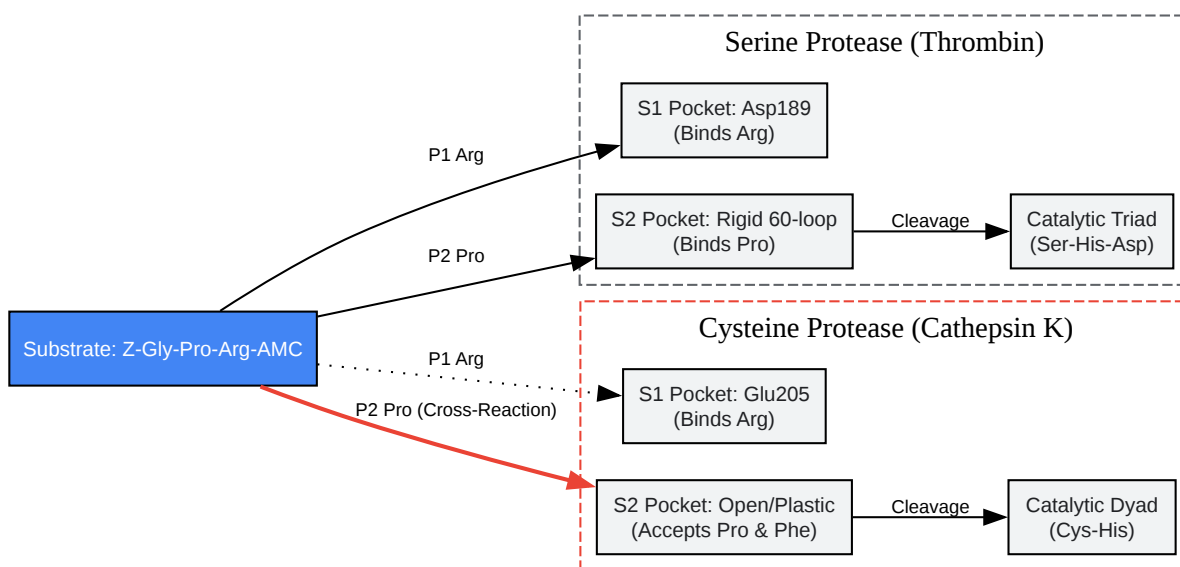 Serine Protease (Thrombin)
S1 Pocket: Asp189
(Binds Arg)
P1 Arg
S2 Pocket: Rigid 60-loop
(Binds Pro)
Cleavage
Catalytic Triad
(Ser-His-Asp)
P2 Pro
Substrate: Z-Gly-Pro-Arg-AMC
Cysteine Protease (Cathepsin K)
P1 Arg
S1 Pocket: Glu205
(Binds Arg)
P2 Pro (Cross-Reaction)
S2 Pocket: Open/Plastic
(Accepts Pro & Phe)
Cleavage
Catalytic Dyad
(Cys-His)